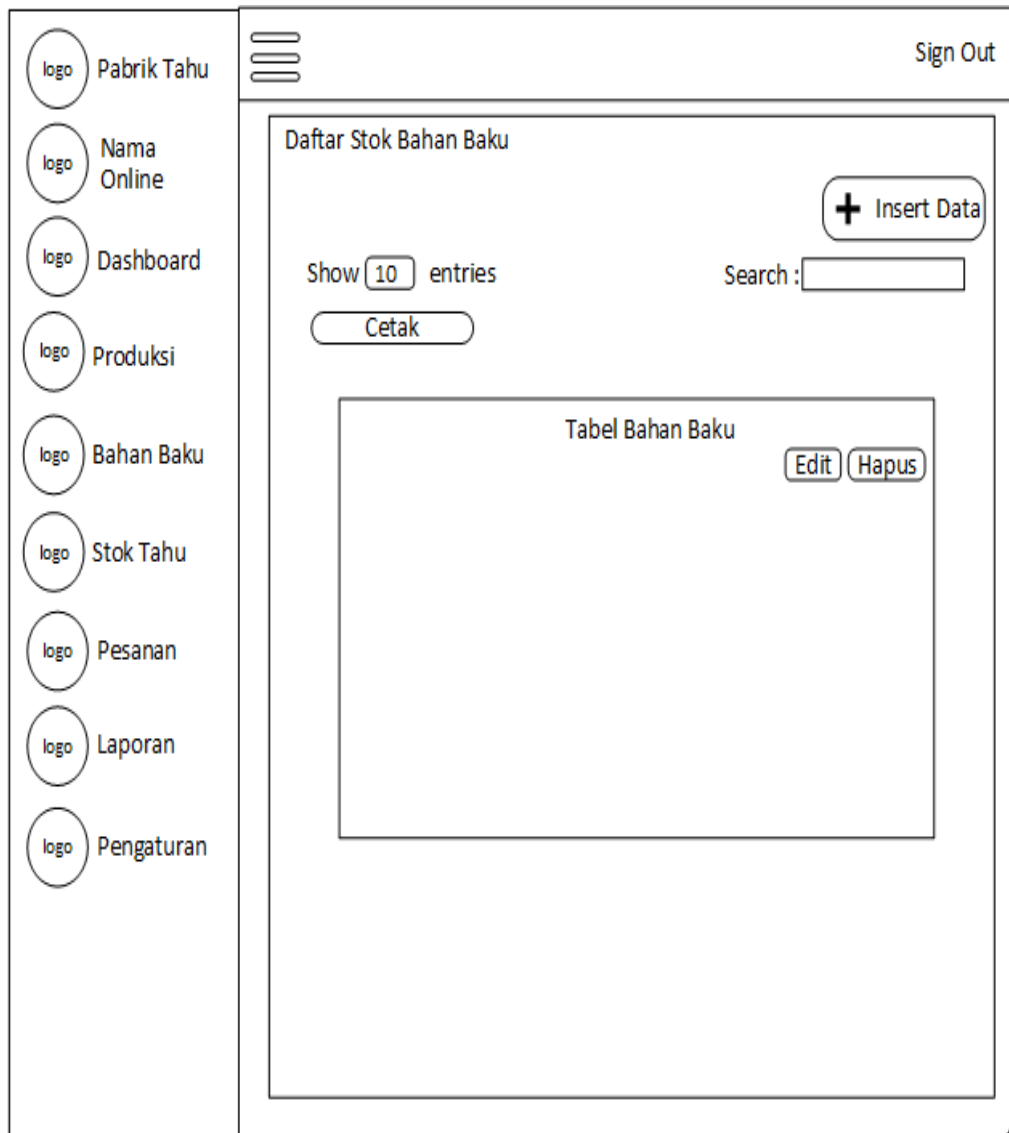 logo Pabrik Tahu
logo Nama
Online
logo Dashboard
logo Produksi
logo Bahan Baku
logo Stok Tahu
logo Pesanan
logo Laporan
logo Pengaturan
Sign Out
Daftar Stok Bahan Baku
+ Insert Data
Show 10 entries Search :
Cetak
Tabel Bahan Baku
Edit Hapus